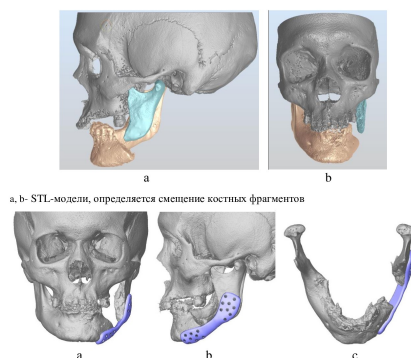 a b
a, b- STL-модели, определяется смещение костных фрагментов
a b c